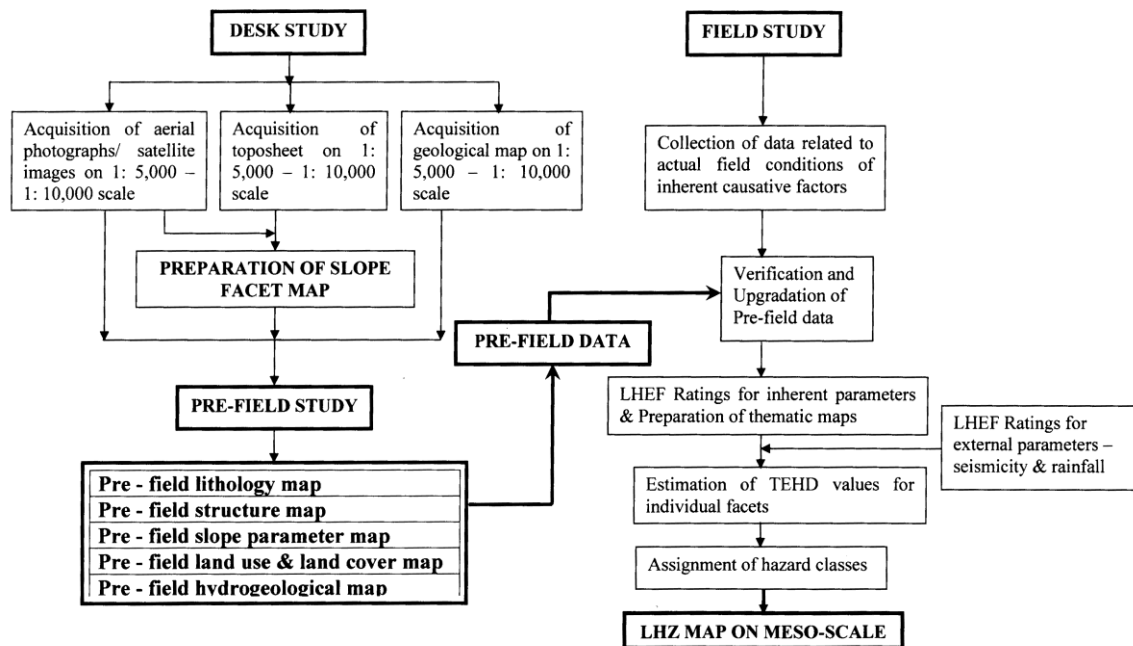 DESK STUDY
Acquisition of aerial
photographs/ satellite
images on 1: 5,000 –
1: 10,000 scale
Acquisition of
toposheet on 1:
5,000 – 1: 10,000
scale
Acquisition of
geological map on 1:
5,000 – 1: 10,000
scale
PREPARATION OF SLOPE
FACET MAP
PRE-FIELD STUDY
Pre - field lithology map
Pre - field structure map
Pre - field slope parameter map
Pre - field land use & land cover map
Pre - field hydrogeological map
PRE-FIELD DATA
FIELD STUDY
Collection of data related to
actual field conditions of
inherent causative factors
Verification and
Upgradation of
Pre-field data
LHEF Ratings for inherent parameters
& Preparation of thematic maps
LHEF Ratings for
external parameters –
seismicity & rainfall
Estimation of TEHD values for
individual facets
Assignment of hazard classes
LHZ MAP ON MESO-SCALE